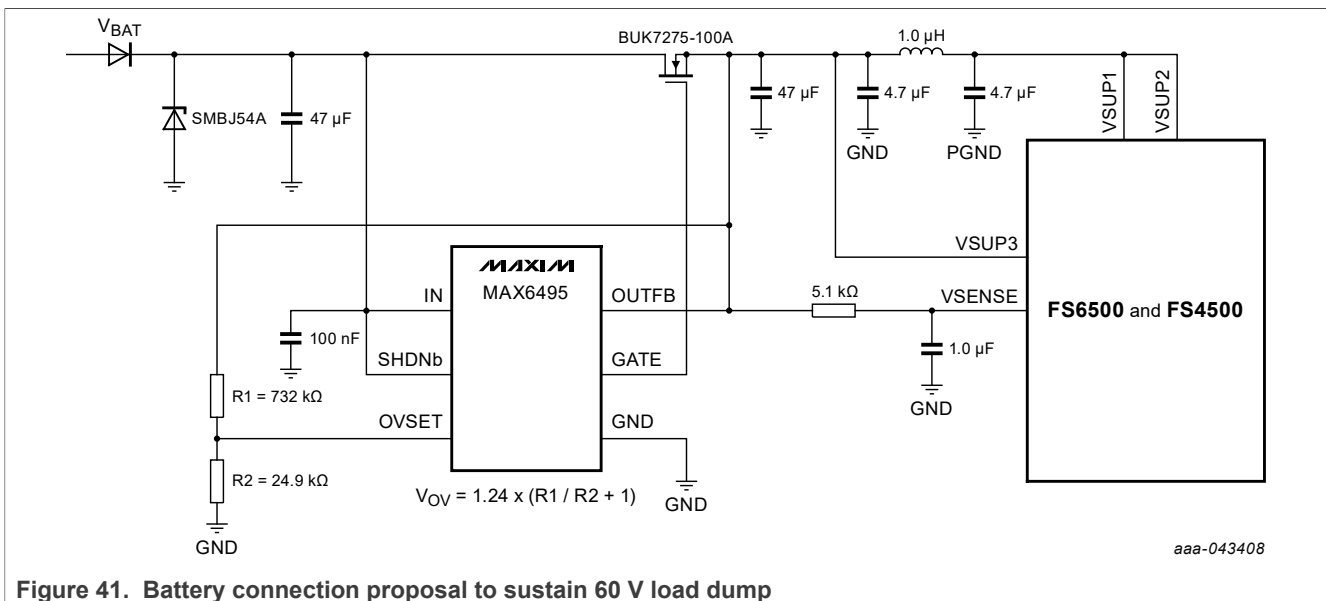 VBAT
BUK7275-100A
1.0 µH
SMBJ54A
47 µF
47 µF
4.7 µF
4.7 µF
GND
PGND
VSUP1
VSUP2
MAXIM
MAX6495
IN
OUTFB
5.1 kΩ
VSUP3
VSENSE
FS6500 and FS4500
100 nF
SHDNb
GATE
1.0 µF
GND
R1 = 732 kΩ
OVSET
GND
R2 = 24.9 kΩ
VOV = 1.24 x (R1 / R2 + 1)
GND
GND
aaa-043408
Figure 41. Battery connection proposal to sustain 60 V load dump